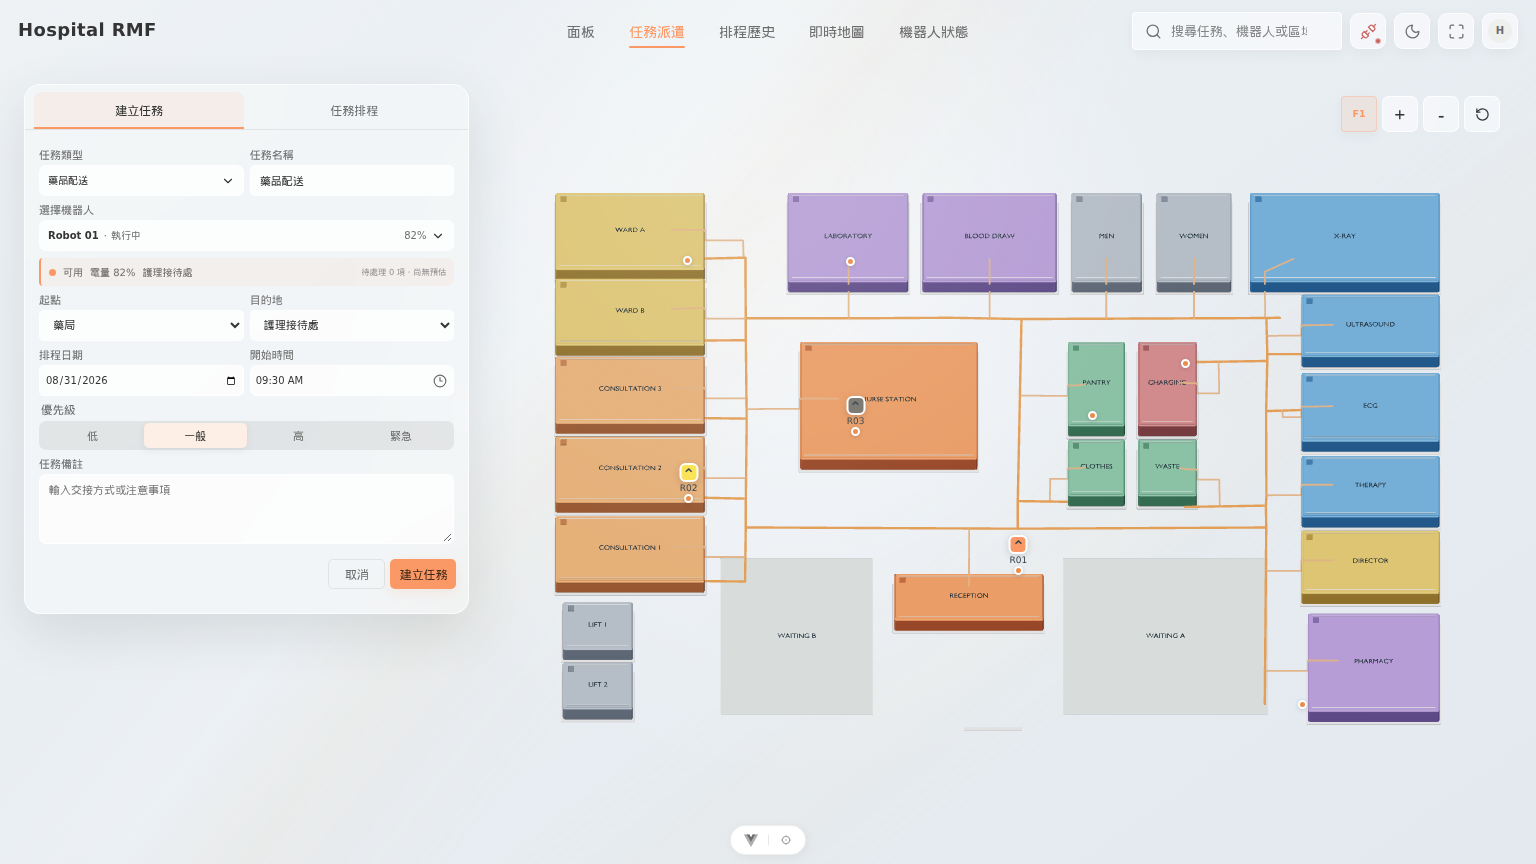 Hospital RMF
面板
任務派遣
排程歷史
即時地圖
機器人狀態
搜尋任務、機器人或區
H
建立任務
任務排程
任務類型
任務名稱
藥品配送
藥品配送
選擇機器人
Robot 01 · 執行中
82%
可用 電量 82% 護理接待處
待處理 0 項 · 尚無預估
起點
目的地
藥局
護理接待處
排程日期
開始時間
08/31/2026
09:30 AM
優先級
低
一般
高
緊急
任務備註
輸入交接方式或注意事項
取消
建立任務
F1
+
-
WARD A
LABORATORY
BLOOD DRAW
MEN
WOMEN
X-RAY
WARD B
ULTRASOUND
CONSULTATION 3
NURSE STATION
PANTRY
CHARGING
ECG
R03
CONSULTATION 2
CLOTHES
WASTE
R02
THERAPY
CONSULTATION 1
R01
DIRECTOR
RECEPTION
LIFT 1
WAITING B
WAITING A
PHARMACY
LIFT 2